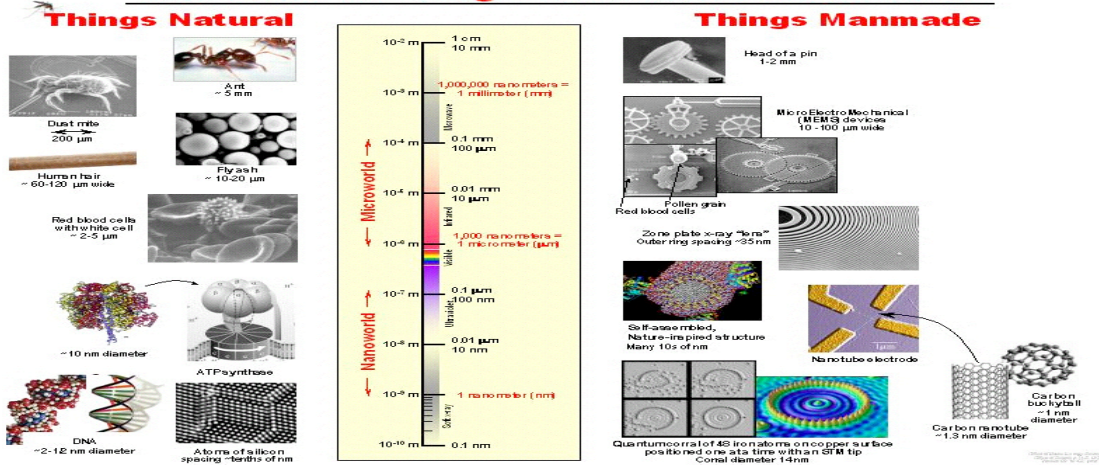 Things Natural
Things Manmade
Ant
~ 5 mm
Dust mite
200 µm
Human hair
~ 60-120 µm wide
Fly ash
~ 10-20 µm
Red blood cells
with white cell
~ 2-5 µm
~10 nm diameter
ATP synthase
DNA
~2-1/2 nm diameter
Atoms of silicon
spacing ~tenths of nm
Microworld
Nanoworld
10-2 m
1 cm
10 mm
1,000,000 nanometers =
10-3 m
1 millimeter (mm)
Microwave
10-4 m
0.1 mm
100 µm
10-5 m
0.01 mm
10 µm
Infrared
1,000 nanometers =
10-6 m
1 micrometer (µm)
Visible
10-7 m
0.1 µm
100 nm
Ultraviolet
10-8 m
0.01 µm
10 nm
10-9 m
1 nanometer (nm)
Soft x-ray
10-10 m
0.1 nm
Head of a pin
1-2 mm
MicroElectroMechanical
(MEMS) devices
10 -100 µm wide
Pollen grain
Red blood cells
Zone plate x-ray "lens"
Outer ring spacing ~35 nm
Self-assembled,
Nature-inspired structure
Many 10s of nm
1µm
Nanotube electrode
Carbon
buckyball
~1 nm
diameter
Carbon nanotube
~1.3 nm diameter
Quantum corral of 48 iron atoms on copper surface
positioned one at a time with an STM tip
Corral diameter 14 nm